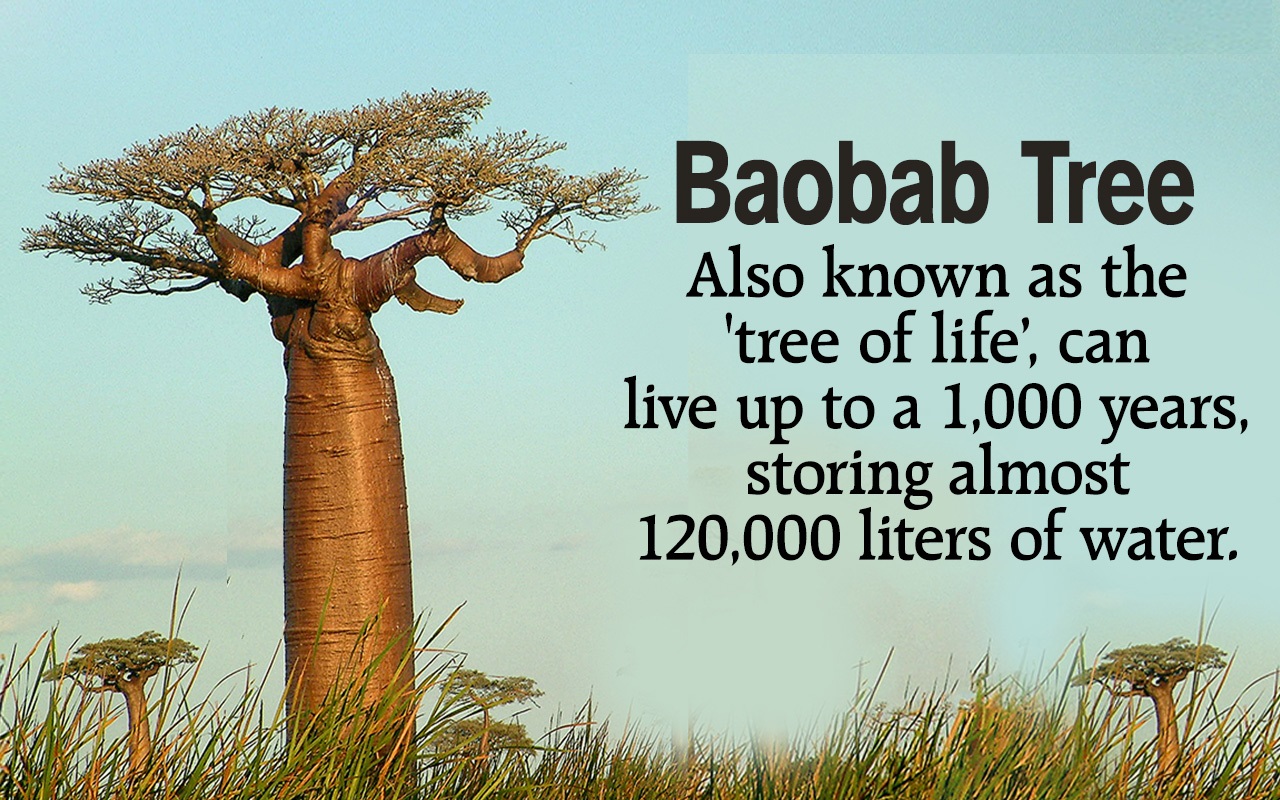 Baobab Tree
Also known as the
'tree of life’, can
live up to a 1,000 years,
storing almost
120,000 liters of water.